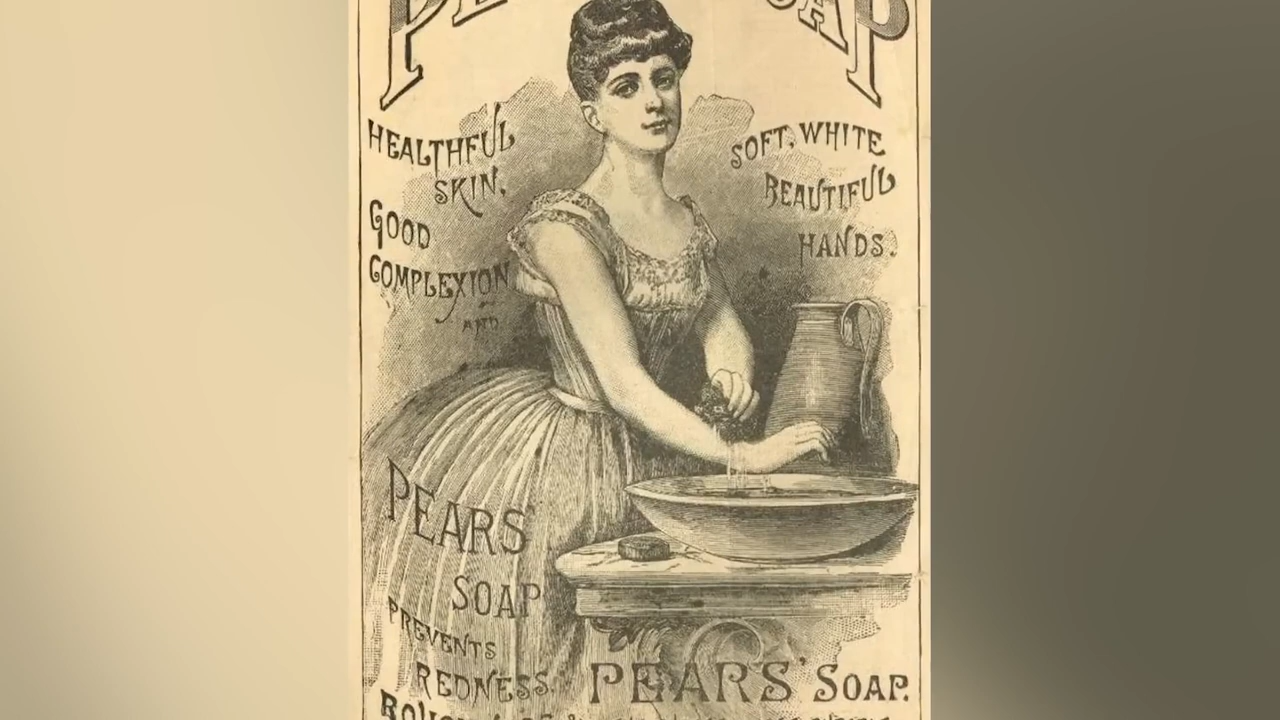 HEALTHFUL
SKIN.
GOOD
COMPLEXION
AND
SOFT, WHITE
BEAUTIFUL
HANDS.
PEARS
SOAP
PREVENTS
REDNESS.
PEARS' SOAP.